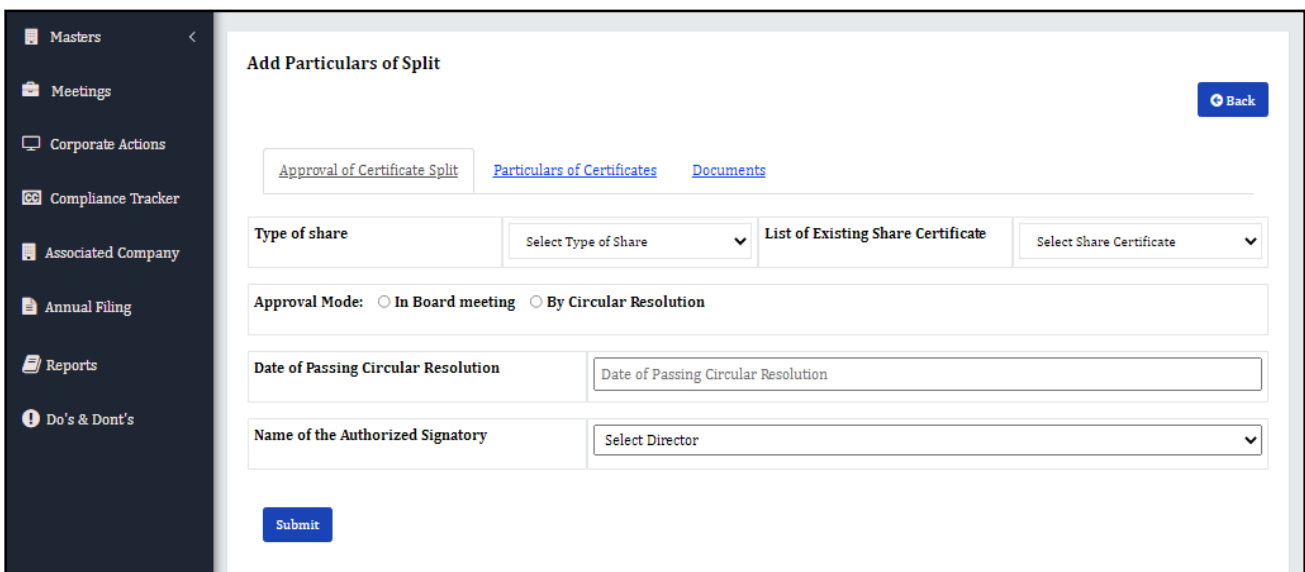 Masters
Meetings
Corporate Actions
Compliance Tracker
Associated Company
Annual Filing
Reports
Do's & Dont's
Add Particulars of Split
Back
Approval of Certificate Split Particulars of Certificates Documents
Type of share Select Type of Share List of Existing Share Certificate Select Share Certificate
Approval Mode: In Board meeting By Circular Resolution
Date of Passing Circular Resolution Date of Passing Circular Resolution
Name of the Authorized Signatory Select Director
Submit